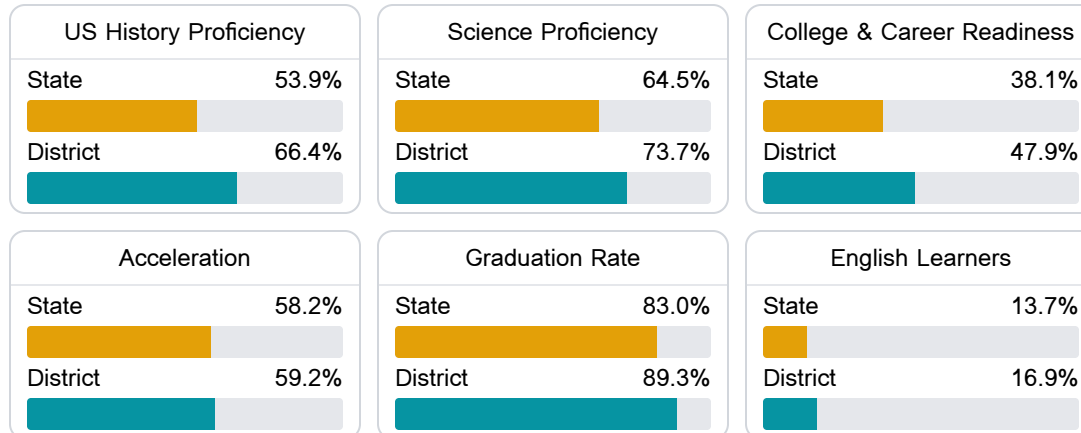 US History Proficiency
State 53.9%
District 66.4%
Science Proficiency
State 64.5%
District 73.7%
College & Career Readiness
State 38.1%
District 47.9%
Acceleration
State 58.2%
District 59.2%
Graduation Rate
State 83.0%
District 89.3%
English Learners
State 13.7%
District 16.9%